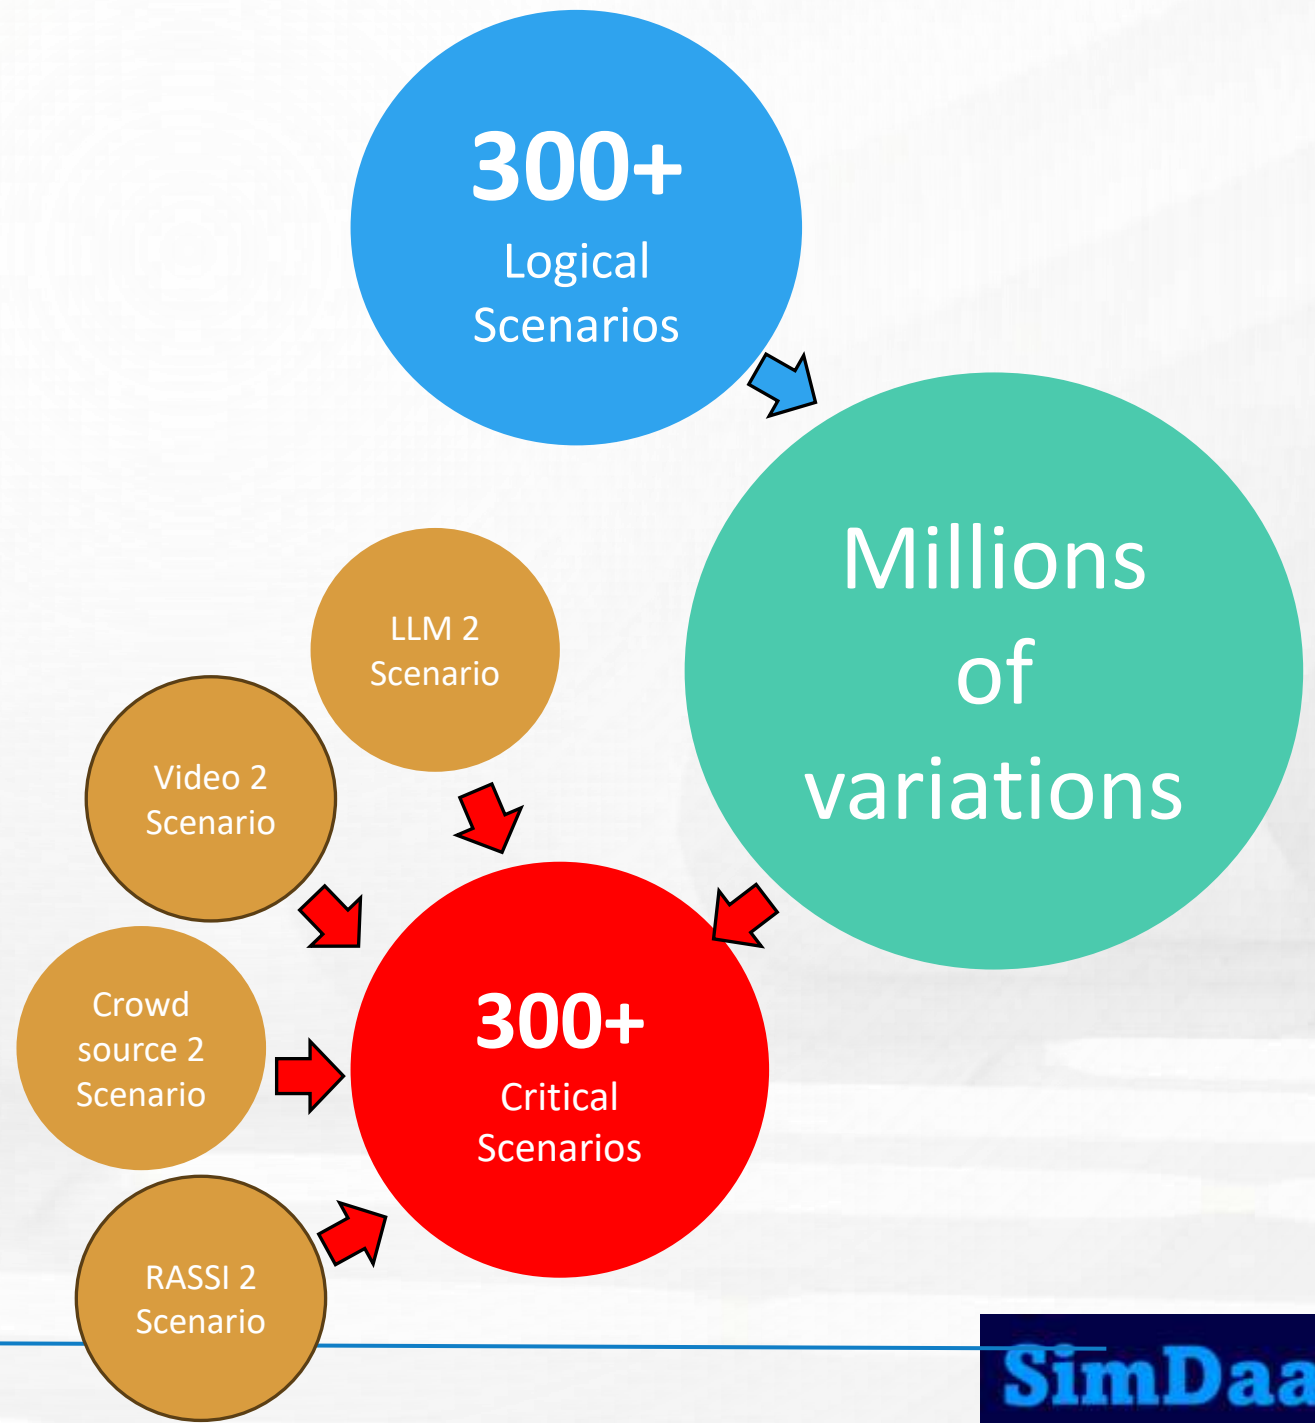 300+
Logical
Scenarios
Millions
of
variations
LLM 2
Scenario
Video 2
Scenario
Crowd
source 2
Scenario
300+
Critical
Scenarios
RASSI 2
Scenario
SimDaa